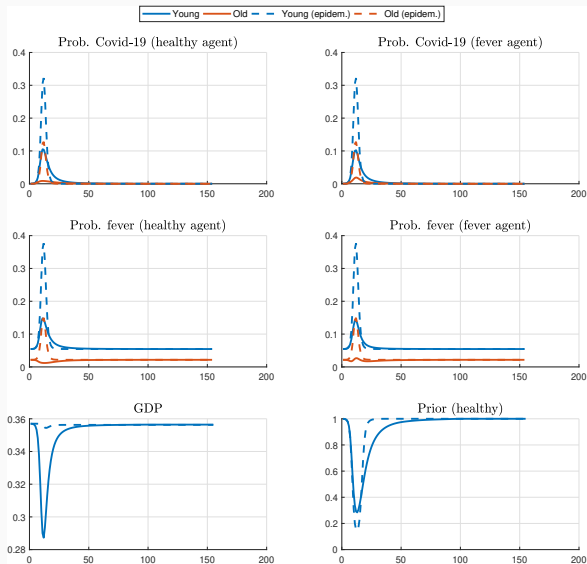 Young Old Young (epidem.) Old (epidem.)
Prob. Covid-19 (healthy agent)
0.4
0.3
0.2
0.1
0
0 50 100 150 200
Prob. Covid-19 (fever agent)
0.4
0.3
0.2
0.1
0
0 50 100 150 200
Prob. fever (healthy agent)
0.4
0.3
0.2
0.1
0
0 50 100 150 200
Prob. fever (fever agent)
0.4
0.3
0.2
0.1
0
0 50 100 150 200
GDP
0.36
0.34
0.32
0.3
0.28
0 50 100 150 200
Prior (healthy)
1
0.8
0.6
0.4
0.2
0
0 50 100 150 200